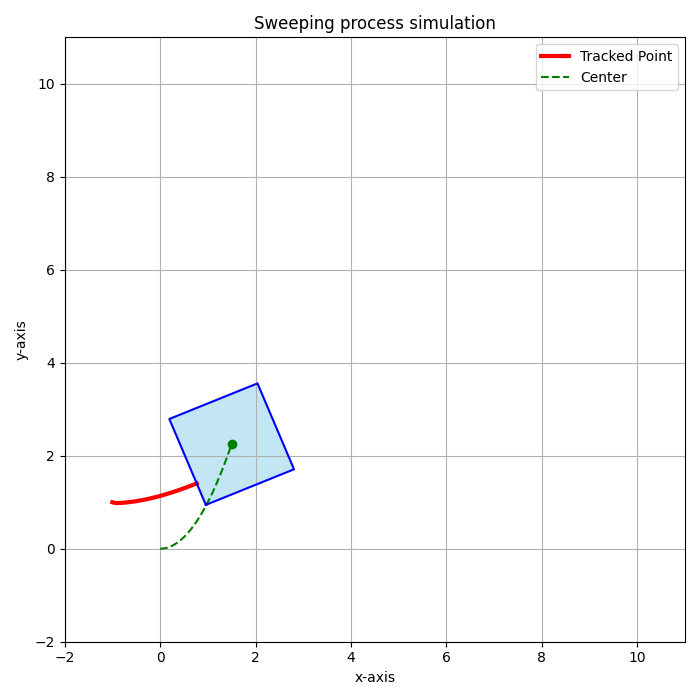 Sweeping process simulation
Tracked Point
Center
y-axis
10
8
6
4
2
0
−2
−2 0 2 4 6 8 10
x-axis